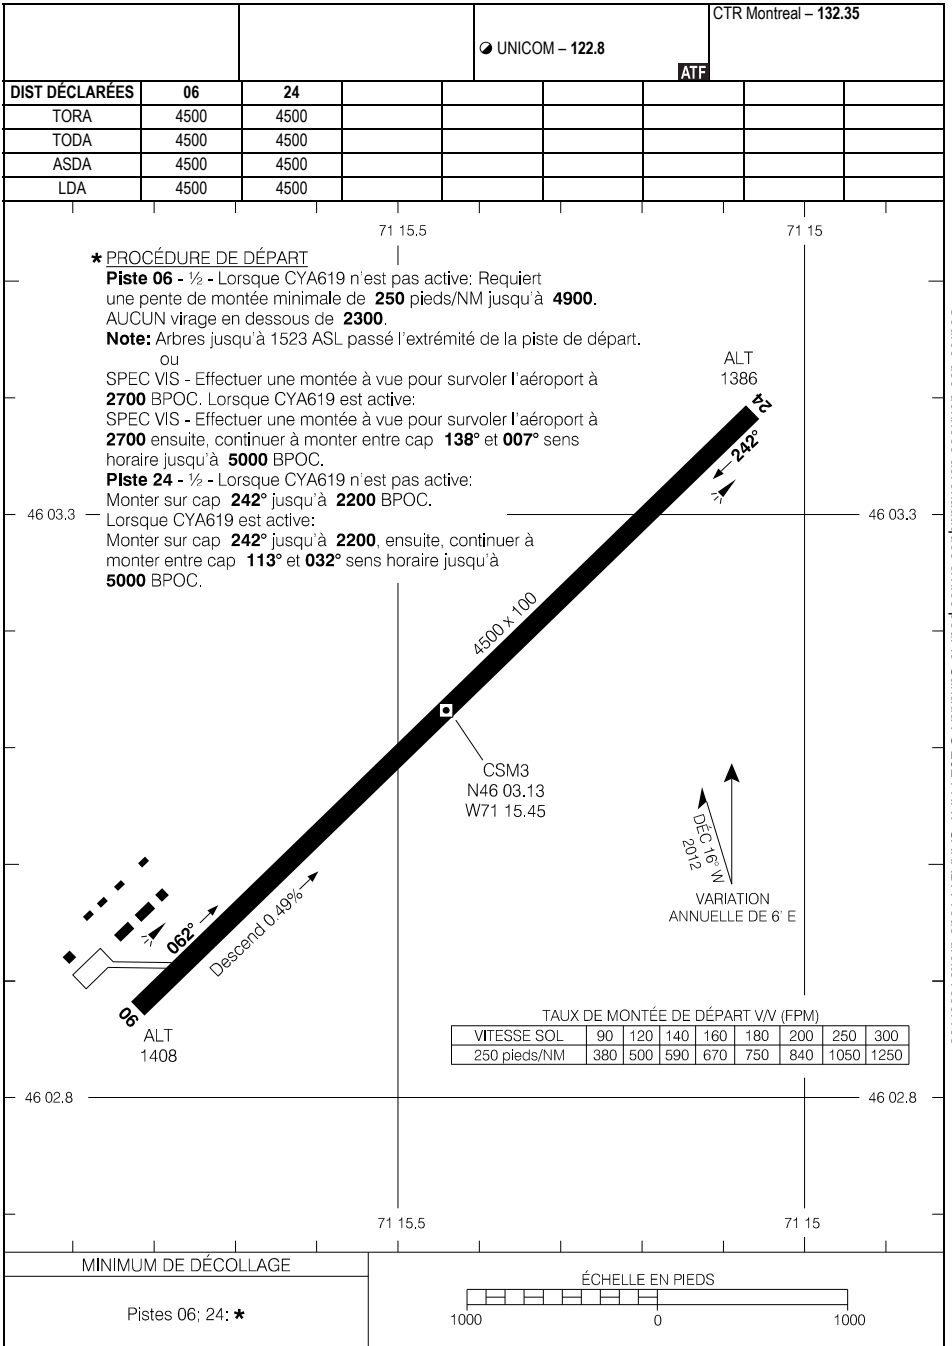 CTR Montreal – 132.35
UNICOM – 122.8
ATF
DIST DÉCLARÉES 06 24
TORA 4500 4500
TODA 4500 4500
ASDA 4500 4500
LDA 4500 4500
71 15.5 71 15
* PROCÉDURE DE DÉPART
Piste 06 - ½ - Lorsque CYA619 n'est pas active: Requiert
une pente de montée minimale de 250 pieds/NM jusqu'à 4900.
AUCUN virage en dessous de 2300.
Note: Arbres jusqu'à 1523 ASL passé l'extrémité de la piste de départ.
ou
SPEC VIS - Effectuer une montée à vue pour survoler l'aéroport à
2700 BPOC. Lorsque CYA619 est active:
SPEC VIS - Effectuer une montée à vue pour survoler l'aéroport à
2700 ensuite, continuer à monter entre cap 138° et 007° sens
horaire jusqu'à 5000 BPOC.
Piste 24 - ½ - Lorsque CYA619 n'est pas active:
Monter sur cap 242° jusqu'à 2200 BPOC.
Lorsque CYA619 est active:
Monter sur cap 242° jusqu'à 2200, ensuite, continuer à
monter entre cap 113° et 032° sens horaire jusqu'à
5000 BPOC.
ALT
1386
24
242°
46 03.3 46 03.3
4500 x 100
CSM3
N46 03.13
W71 15.45
DÉC 16° W
2012
VARIATION
ANNUELLE DE 6' E
062°
Descend 0.49%
06
ALT
1408
TAUX DE MONTÉE DE DÉPART V/V (FPM)
VITESSE SOL 90 120 140 160 180 200 250 300
250 pieds/NM 380 500 590 670 750 840 1050 1250
46 02.8 46 02.8
71 15.5 71 15
MINIMUM DE DÉCOLLAGE
Pistes 06; 24: *
ÉCHELLE EN PIEDS
1000 0 1000